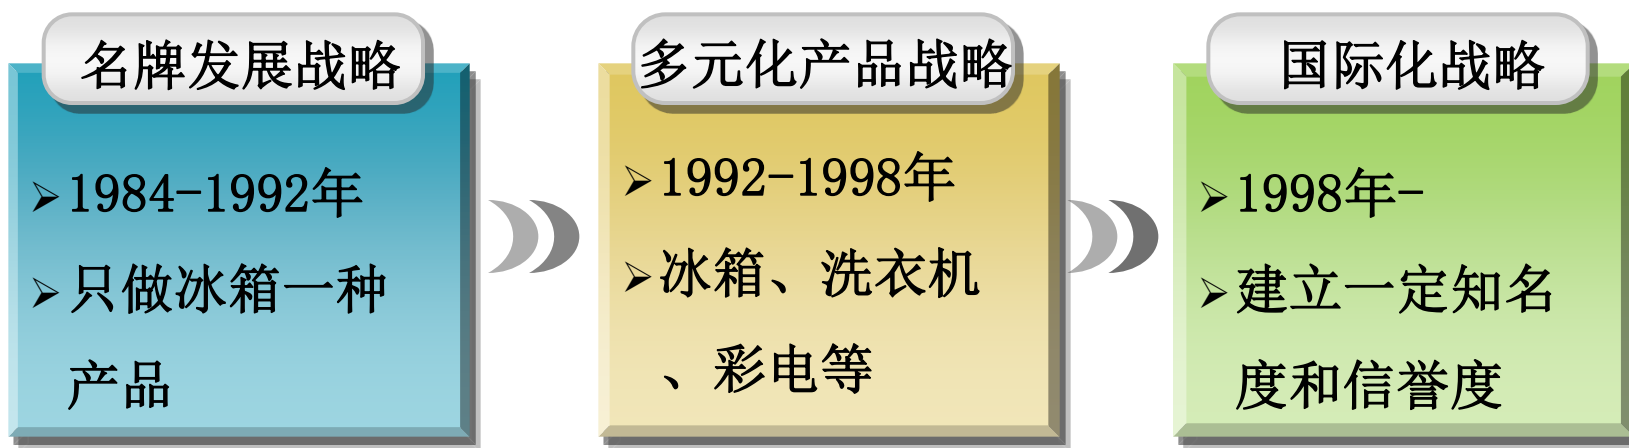 名牌发展战略
➢1984-1992年
➢只做冰箱一种
产品
多元化产品战略
➢1992-1998年
➢冰箱、洗衣机
、彩电等
国际化战略
➢1998年-
➢建立一定知名
度和信誉度